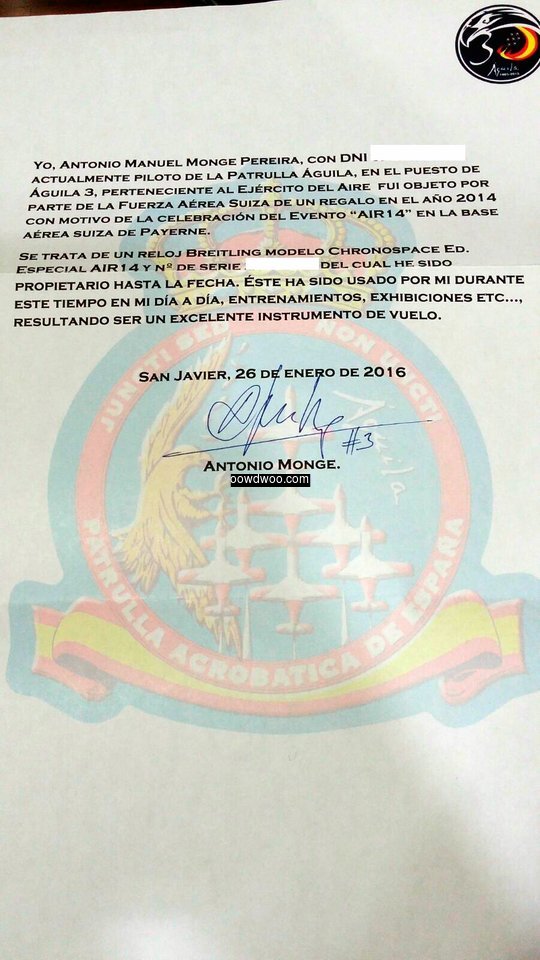 3
Águila
Yo, Antonio Manuel Monge Pereira, con DNI
actualmente piloto de la Patrulla Águila, en el puesto de
Águila 3, perteneciente al Ejército del Aire fui objeto por
parte de la Fuerza Aérea Suiza de un regalo en el año 2014
con motivo de la celebración del Evento “AIR14” en la base
aérea suiza de Payerne.
Se trata de un reloj Breitling modelo Chronospace Ed.
Especial AIR14 y Nº de serie del cual he sido
propietario hasta la fecha. Éste ha sido usado por mi durante
este tiempo en mi día a día, entrenamientos, exhibiciones etc...,
resultando ser un excelente instrumento de vuelo.
San Javier, 26 de enero de 2016
#3
Antonio Monge.
oowdwoo.com
Águila
PATRULLA ACROBATICA DE ESPAÑA